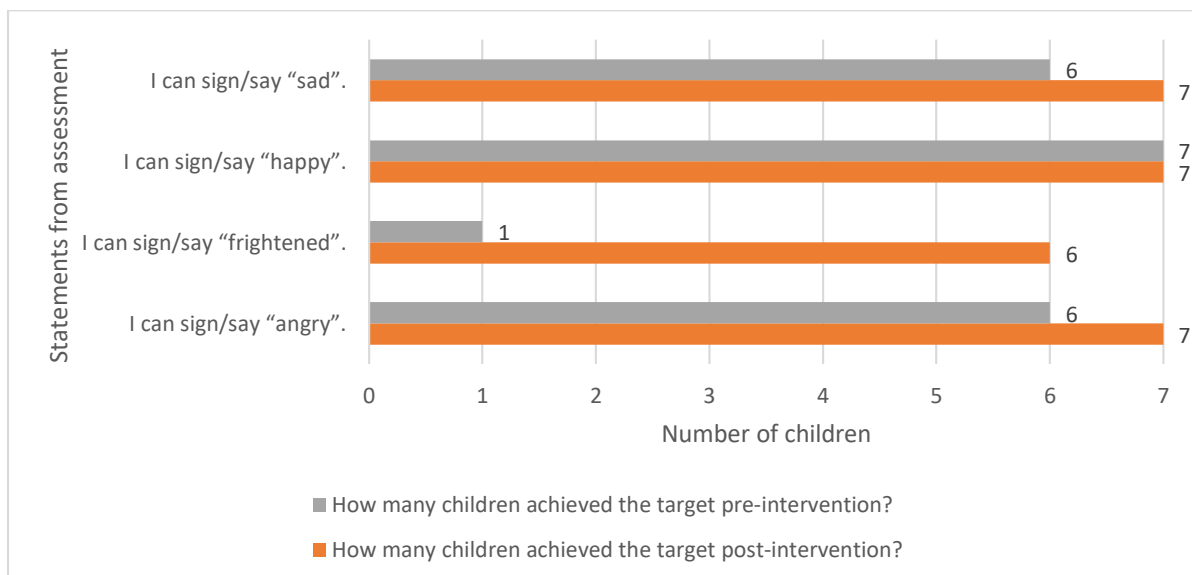 Statements from assessment
I can sign/say “sad”.
6
7
I can sign/say “happy”.
7
7
I can sign/say “frightened”.
1
6
I can sign/say “angry”.
6
7
0 1 2 3 4 5 6 7
Number of children
How many children achieved the target pre-intervention?
How many children achieved the target post-intervention?